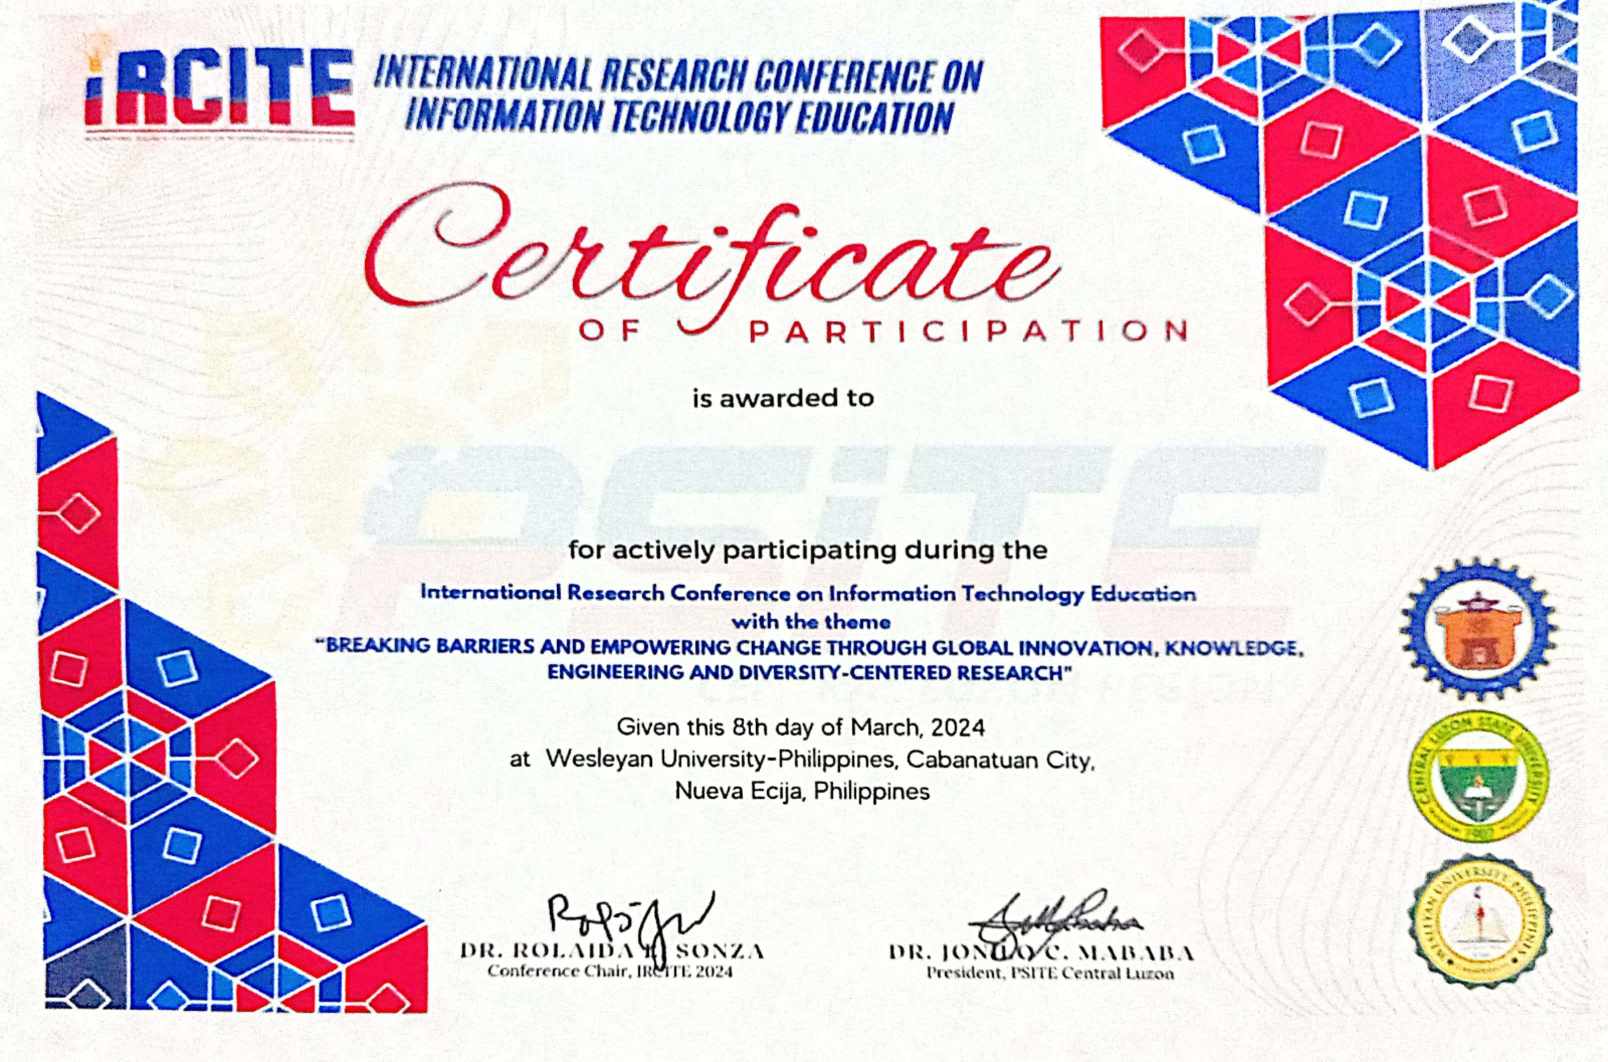 iRCITE
INTERNATIONAL RESEARCH CONFERENCE ON
INFORMATION TECHNOLOGY EDUCATION
Certificate
OF PARTICIPATION
is awarded to
PSiTE
for actively participating during the
International Research Conference on Information Technology Education
with the theme
“BREAKING BARRIERS AND EMPOWERING CHANGE THROUGH GLOBAL INNOVATION, KNOWLEDGE,
ENGINEERING AND DIVERSITY-CENTERED RESEARCH"
Given this 8th day of March, 2024
at Wesleyan University-Philippines, Cabanatuan City,
Nueva Ecija, Philippines
DR. ROLAIDA SONZA
Conference Chair, IRCITE 2024
DR. C. MABABA
President, PSITE Central Luzon
CENTRAL LUZON STATE UNIVERSITY
1907
WESLEYAN UNIVERSITY PHILIPPINES